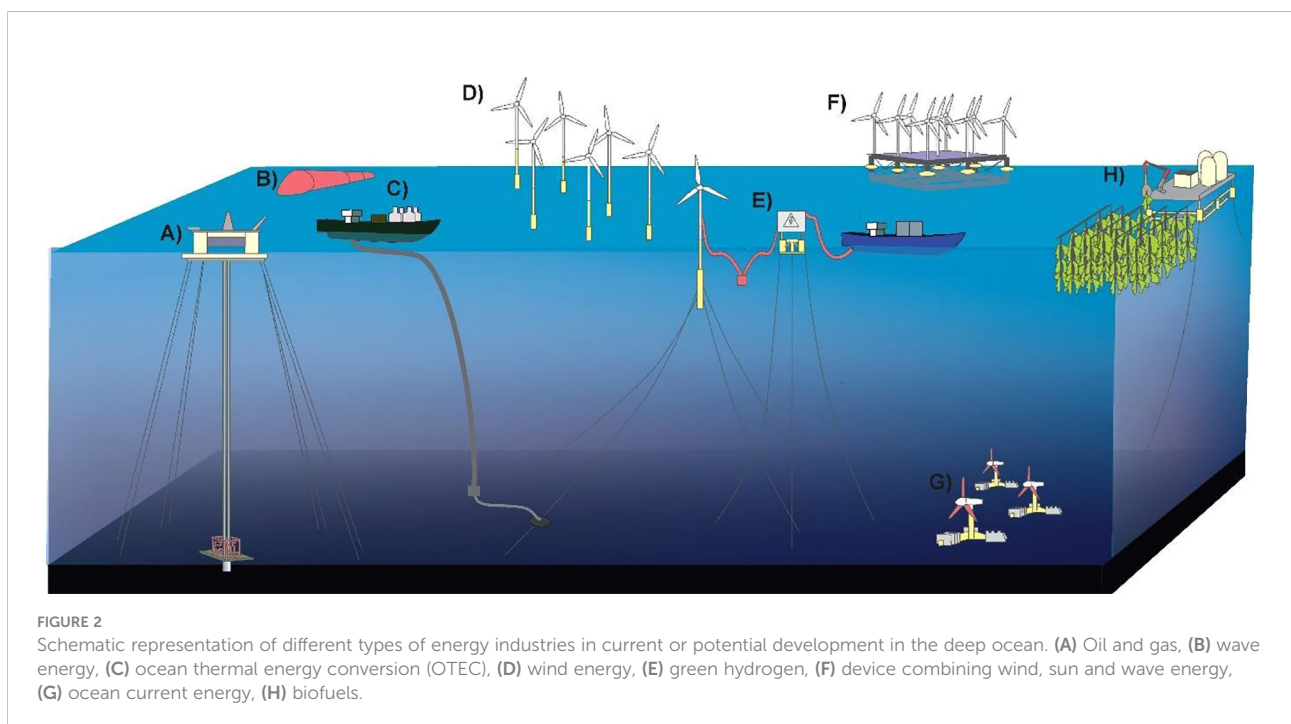 D)
F)
B)
C)
H)
E)
A)
G)
FIGURE 2
Schematic representation of different types of energy industries in current or potential development in the deep ocean. (A) Oil and gas, (B) wave
energy, (C) ocean thermal energy conversion (OTEC), (D) wind energy, (E) green hydrogen, (F) device combining wind, sun and wave energy,
(G) ocean current energy, (H) biofuels.